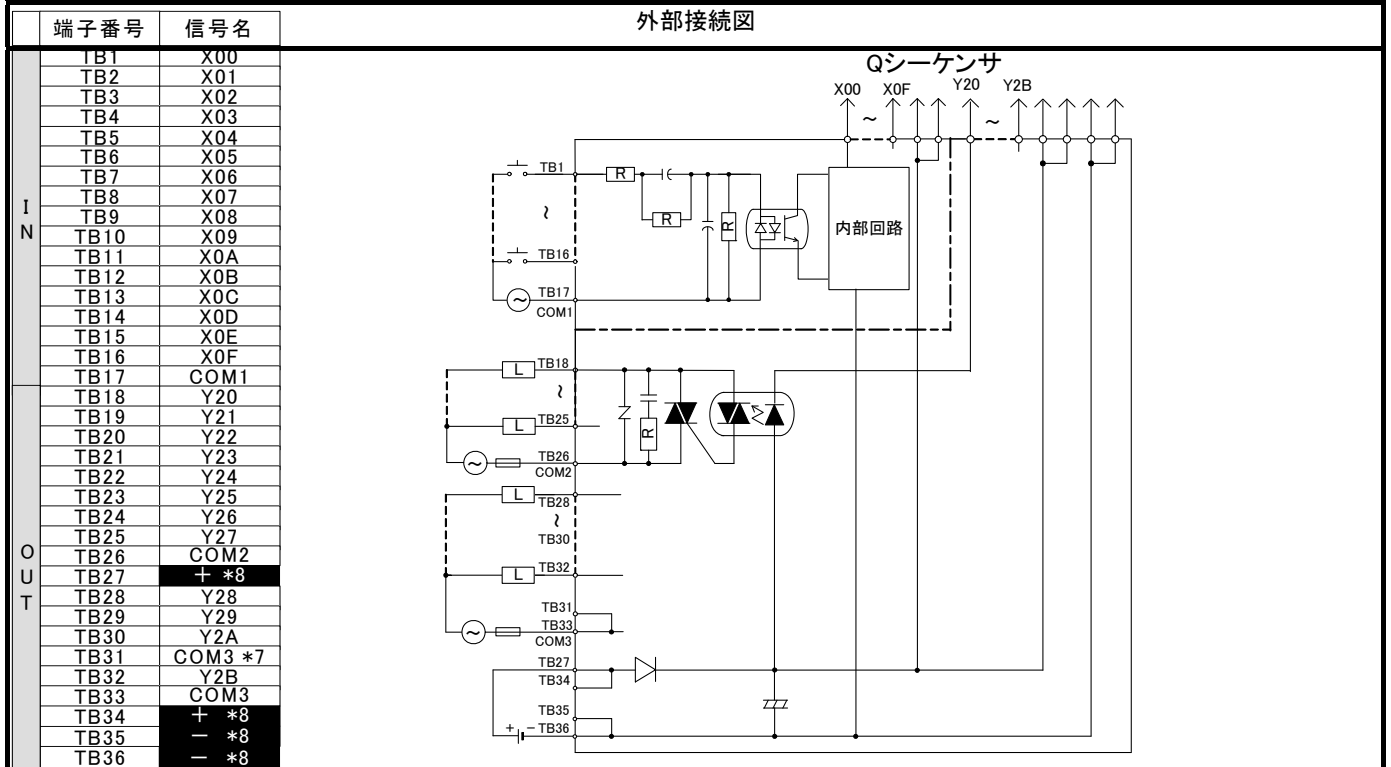 端子番号 信号名 外部接続図
IN
TB1 X00
TB2 X01
TB3 X02
TB4 X03
TB5 X04
TB6 X05
TB7 X06
TB8 X07
TB9 X08
TB10 X09
TB11 X0A
TB12 X0B
TB13 X0C
TB14 X0D
TB15 X0E
TB16 X0F
TB17 COM1
OUT
TB18 Y20
TB19 Y21
TB20 Y22
TB21 Y23
TB22 Y24
TB23 Y25
TB24 Y26
TB25 Y27
TB26 COM2
TB27 + *8
TB28 Y28
TB29 Y29
TB30 Y2A
TB31 COM3 *7
TB32 Y2B
TB33 COM3
TB34 + *8
TB35 - *8
TB36 - *8
Qシーケンサ
X00 X0F Y20 Y2B
~ ~
TB1 R
R
R
~
内部回路
TB16
~ TB17
COM1
L TB18
~
L TB25
R
~ TB26
COM2
L TB28
~
TB30
L TB32
TB31
~ TB33
COM3
TB27
TB34
TB35
+ - TB36